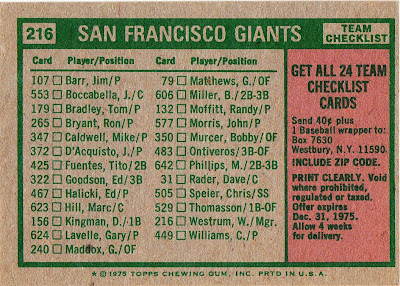 216 SAN FRANCISCO GIANTS TEAM CHECKLIST
Card Player/Position
107 Barr, Jim/P
553 Boccabella, J./C
179 Bradley, Tom/P
265 Bryant, Ron/P
347 Caldwell, Mike/P
372 D'Acquisto, J./P
425 Fuentes, Tito/2B
322 Goodson, Ed/3B
467 Halicki, Ed/P
623 Hill, Marc/C
156 Kingman, D./1B
624 Lavelle, Gary/P
240 Maddox, G./OF
Card Player/Position
79 Matthews, G./OF
606 Miller, B./2B-3B
132 Moffitt, Randy/P
577 Morris, John/P
350 Murcer, Bobby/OF
483 Ontiveros/3B-OF
642 Phillips, M./2B-3B
31 Rader, Dave/C
505 Speier, Chris/SS
529 Thomasson/1B-OF
216 Westrum, W./Mgr.
449 Williams, C./P
GET ALL 24 TEAM
CHECKLIST
CARDS
Send 40¢ plus
1 Baseball wrapper to:
Box 7630
Westbury, N.Y. 11590.
INCLUDE ZIP CODE.
PRINT CLEARLY. Void
where prohibited,
regulated or taxed.
Offer expires
Dec. 31, 1975.
Allow 4 weeks
for delivery.
* © 1975 TOPPS CHEWING GUM, INC. PRTD IN U.S.A.